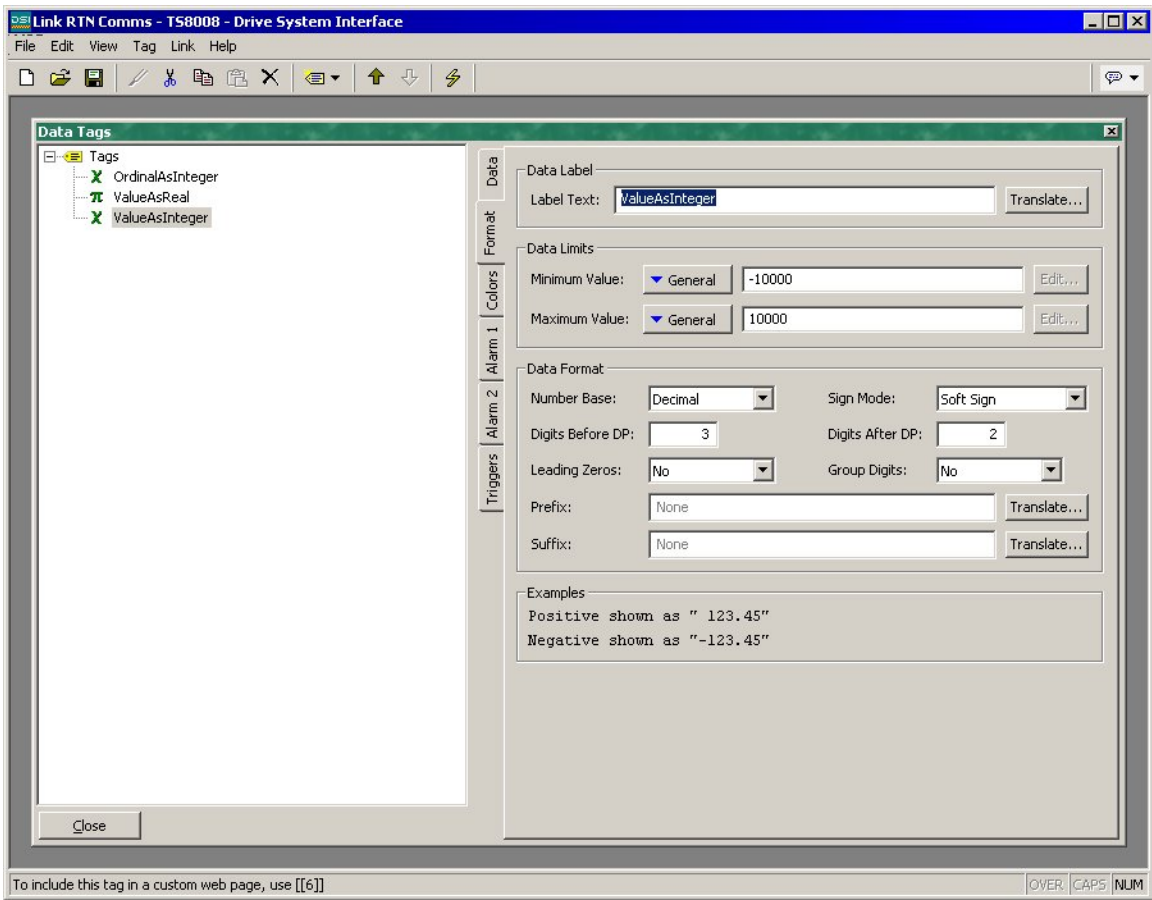 DSI Link RTN Comms - TS8008 - Drive System Interface
File Edit View Tag Link Help
Data Tags
Tags
OrdinalAsInteger
ValueAsReal
ValueAsInteger
Data
Format
Colors
Alarm 1
Alarm 2
Triggers
Data Label
Label Text: ValueAsInteger Translate...
Data Limits
Minimum Value: General -10000 Edit...
Maximum Value: General 10000 Edit...
Data Format
Number Base: Decimal Sign Mode: Soft Sign
Digits Before DP: 3 Digits After DP: 2
Leading Zeros: No Group Digits: No
Prefix: None Translate...
Suffix: None Translate...
Examples
Positive shown as " 123.45"
Negative shown as "-123.45"
Close
To include this tag in a custom web page, use [[6]] OVER CAPS NUM